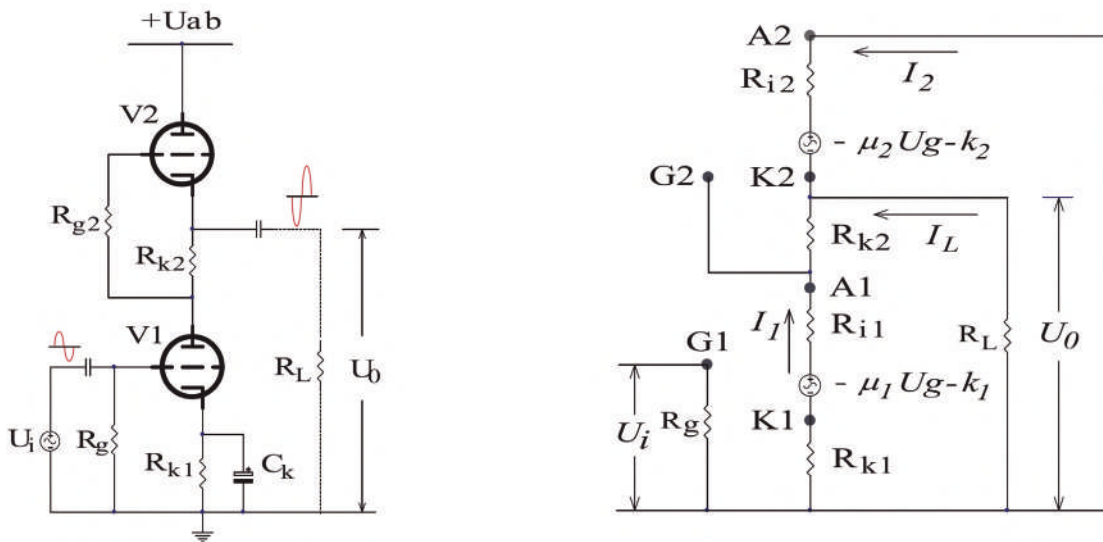 +Uab
V2
Rg2
Rk2
V1
RL
U0
Ui
Rg
Rk1
Ck
+
A2
Ri2
I2
- μ2Ug-k2
G2
K2
Rk2
IL
A1
I1
Ri1
G1
RL
U0
- μ1Ug-k1
Ui
Rg
K1
Rk1